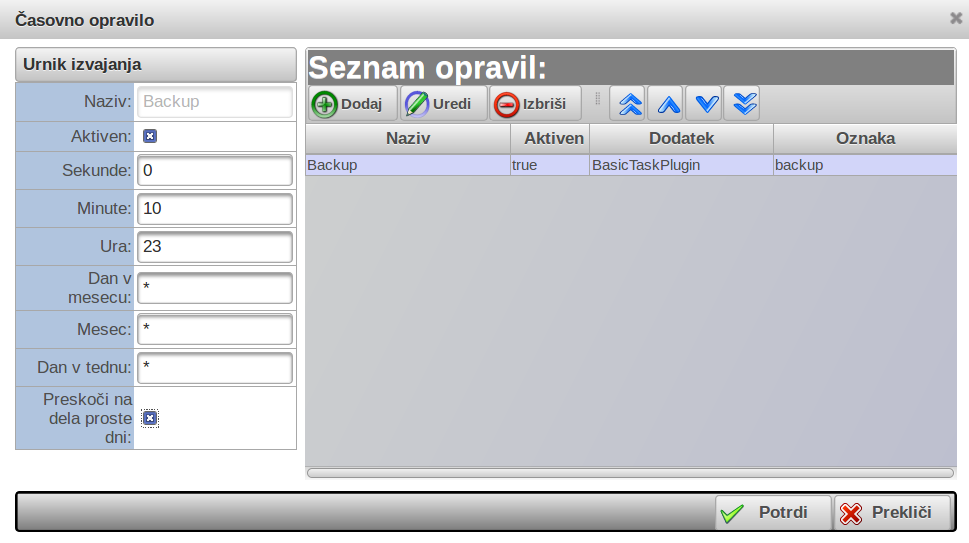 Časovno opravilo
Urnik izvajanja
Naziv: Backup
Aktiven:
Sekunde: 0
Minute: 10
Ura: 23
Dan v
mesecu: *
Mesec: *
Dan v tednu: *
Preskoči na
dela proste
dni:
Seznam opravil:
Dodaj Uredi Izbriši
Naziv Aktiven Dodatek Oznaka
Backup true BasicTaskPlugin backup
Potrdi Prekliči